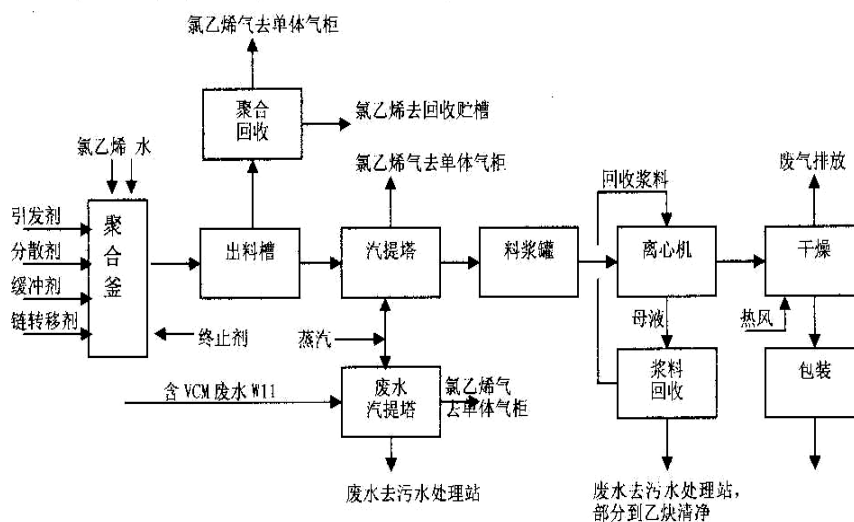 氯乙烯气去单体气柜
聚合
回收
氯乙烯去回收贮槽
氯乙烯 水
氯乙烯气去单体气柜
回收浆料
废气排放
引发剂
分散剂
缓冲剂
链转移剂
聚
合
釜
出料槽
汽提塔
料浆罐
离心机
干燥
终止剂
蒸汽
母液
热风
含 VCM 废水 W11
废水
汽提塔
氯乙烯气
去单体气柜
浆料
回收
包装
废水去污水处理站
废水去污水处理站，
部分到乙炔清净